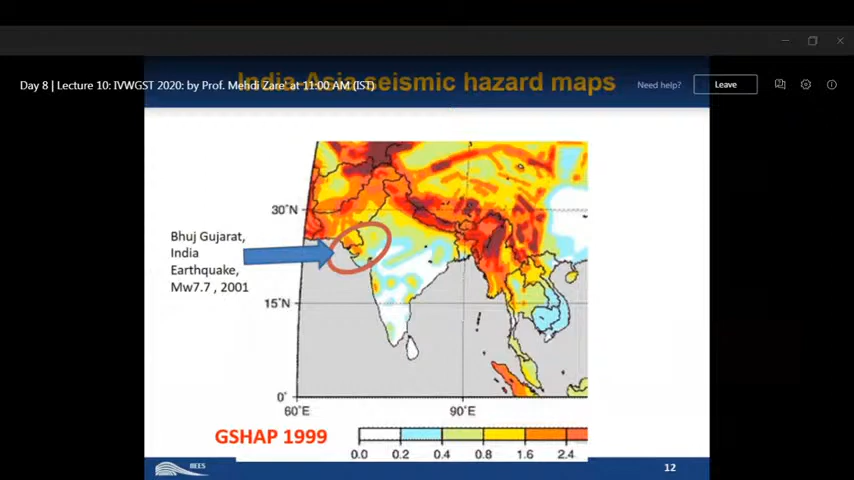 India-Asia seismic hazard maps
Day 8 | Lecture 10: IVWGST 2020: by Prof. Mehdi Zare' at 11:00 AM (IST)
Need help?
Leave
30°N
Bhuj Gujarat,
India
Earthquake,
Mw7.7 , 2001
15°N
0°
60°E
90°E
GSHAP 1999
0.0 0.2 0.4 0.8 1.6 2.4
IIEES
12